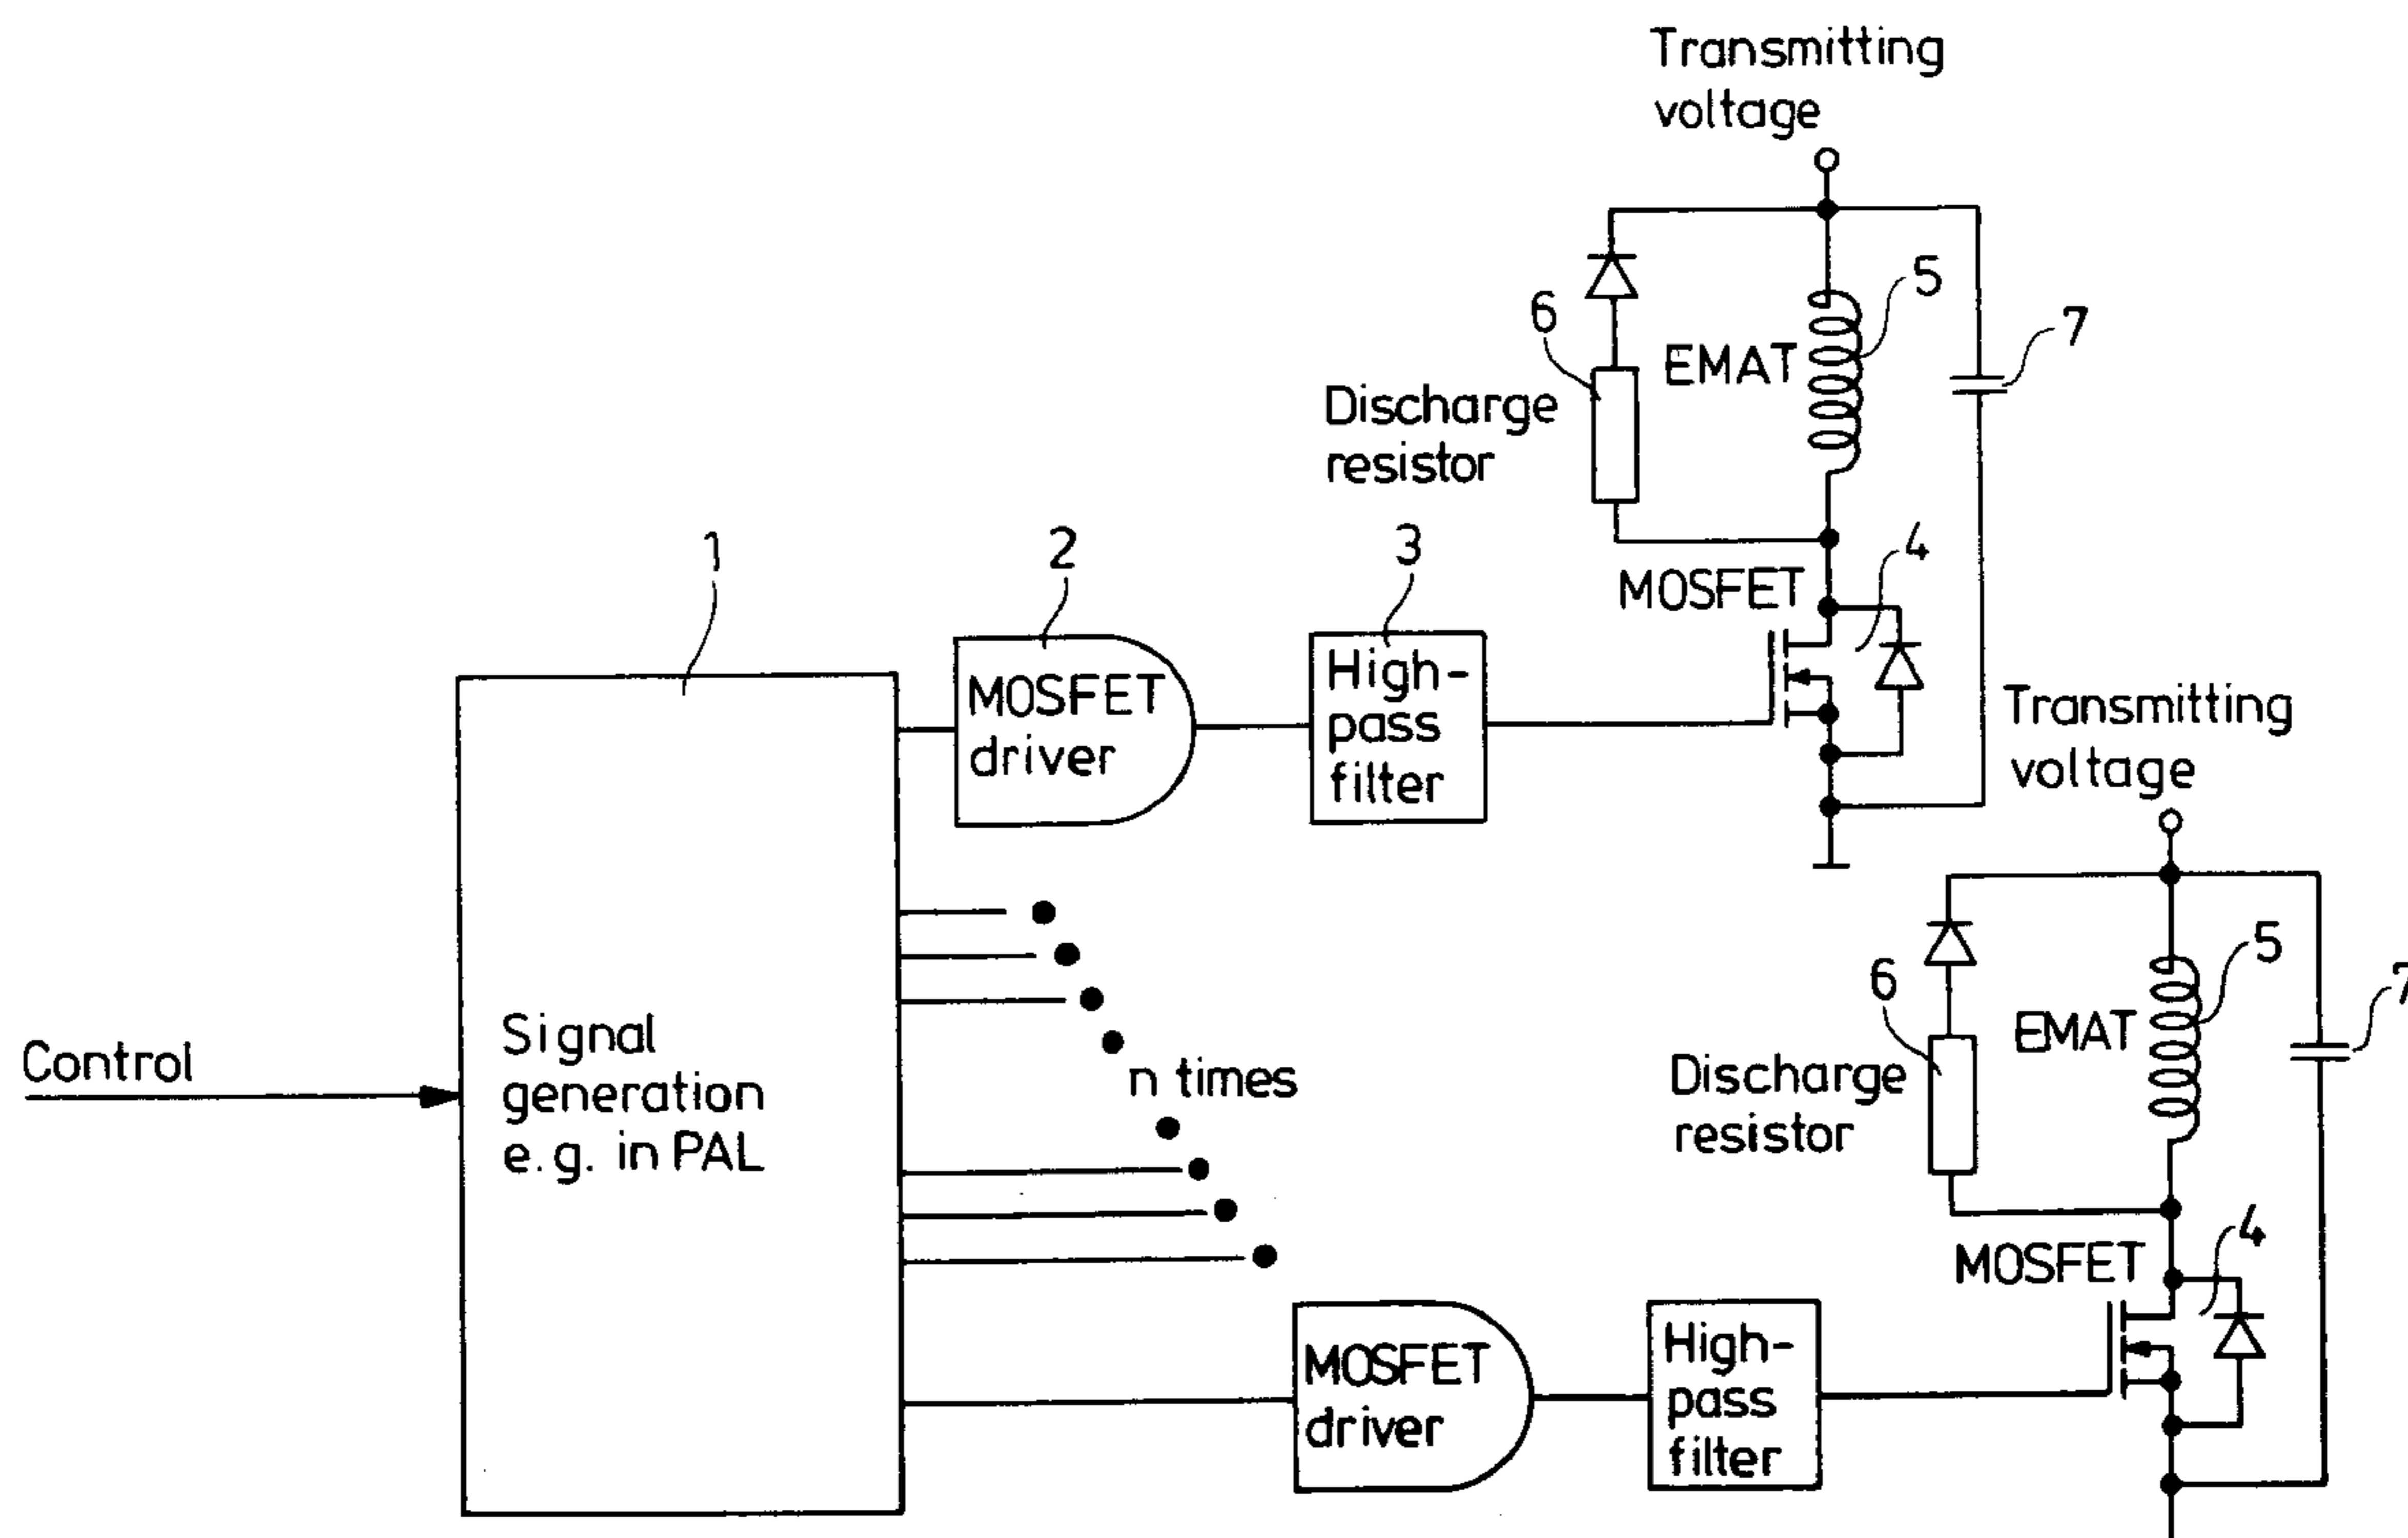 Transmitting
voltage
5
6
7
EMAT
Discharge
resistor
1
2
3
4
MOSFET
MOSFET
driver
High-
pass
filter
Transmitting
voltage
5
6
7
EMAT
n times
Control
Signal
generation
e.g. in PAL
Discharge
resistor
4
MOSFET
MOSFET
driver
High-
pass
filter